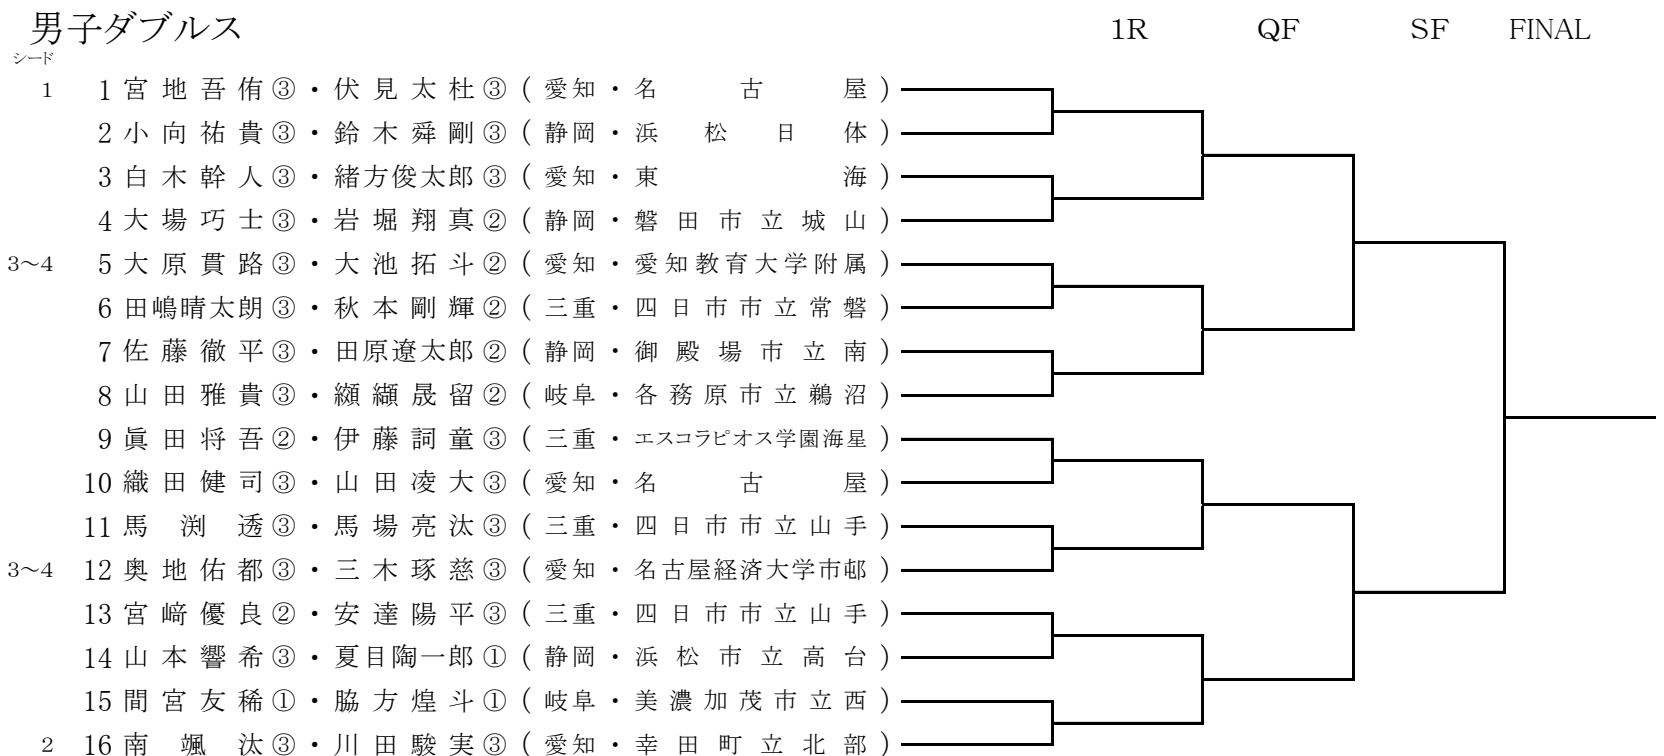 男子ダブルス 1R QF SF FINAL
シード
1 1 宮地吾侑③・伏見太杜③(愛知・名古屋)
2 小向祐貴③・鈴木舜剛③(静岡・浜松日体)
3 白木幹人③・緒方俊太郎③(愛知・東海)
4 大場巧士③・岩堀翔真②(静岡・磐田市立城山)
3~4 5 大原貫路③・大池拓斗②(愛知・愛知教育大学附属)
6 田嶋晴太朗③・秋本剛輝②(三重・四日市市立常磐)
7 佐藤徹平③・田原遼太郎②(静岡・御殿場市立南)
8 山田雅貴③・纐纈晟留②(岐阜・各務原市立鵜沼)
9 眞田将吾②・伊藤詞童③(三重・エスコラピオス学園海星)
10 織田健司③・山田凌大③(愛知・名古屋)
11 馬渕透③・馬場亮汰③(三重・四日市市立山手)
3~4 12 奥地佑都③・三木琢慈③(愛知・名古屋経済大学市邨)
13 宮﨑優良②・安達陽平③(三重・四日市市立山手)
14 山本響希③・夏目陶一郎①(静岡・浜松市立高台)
15 間宮友稀①・脇方煌斗①(岐阜・美濃加茂市立西)
2 16 南颯汰③・川田駿実③(愛知・幸田町立北部)